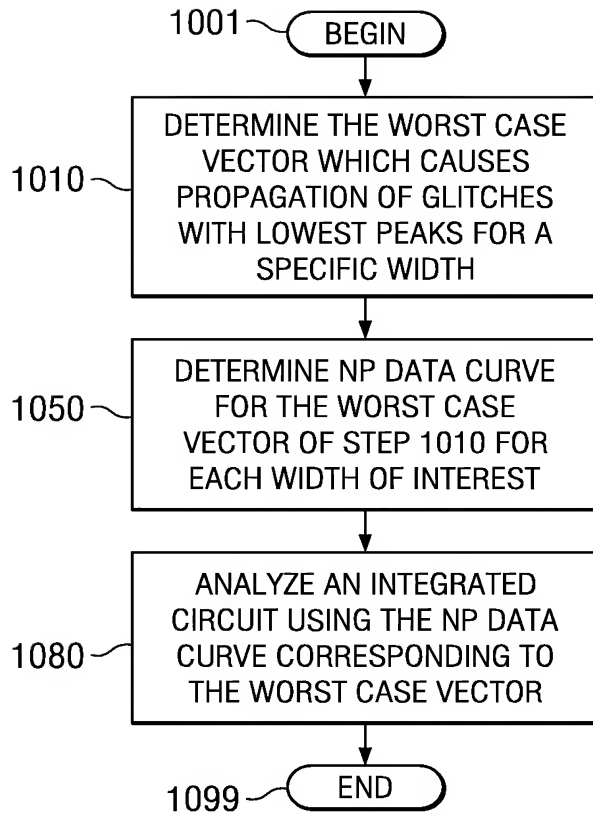 1001
BEGIN
1010
DETERMINE THE WORST CASE
VECTOR WHICH CAUSES
PROPAGATION OF GLITCHES
WITH LOWEST PEAKS FOR A
SPECIFIC WIDTH
1050
DETERMINE NP DATA CURVE
FOR THE WORST CASE
VECTOR OF STEP 1010 FOR
EACH WIDTH OF INTEREST
1080
ANALYZE AN INTEGRATED
CIRCUIT USING THE NP DATA
CURVE CORRESPONDING TO
THE WORST CASE VECTOR
1099
END